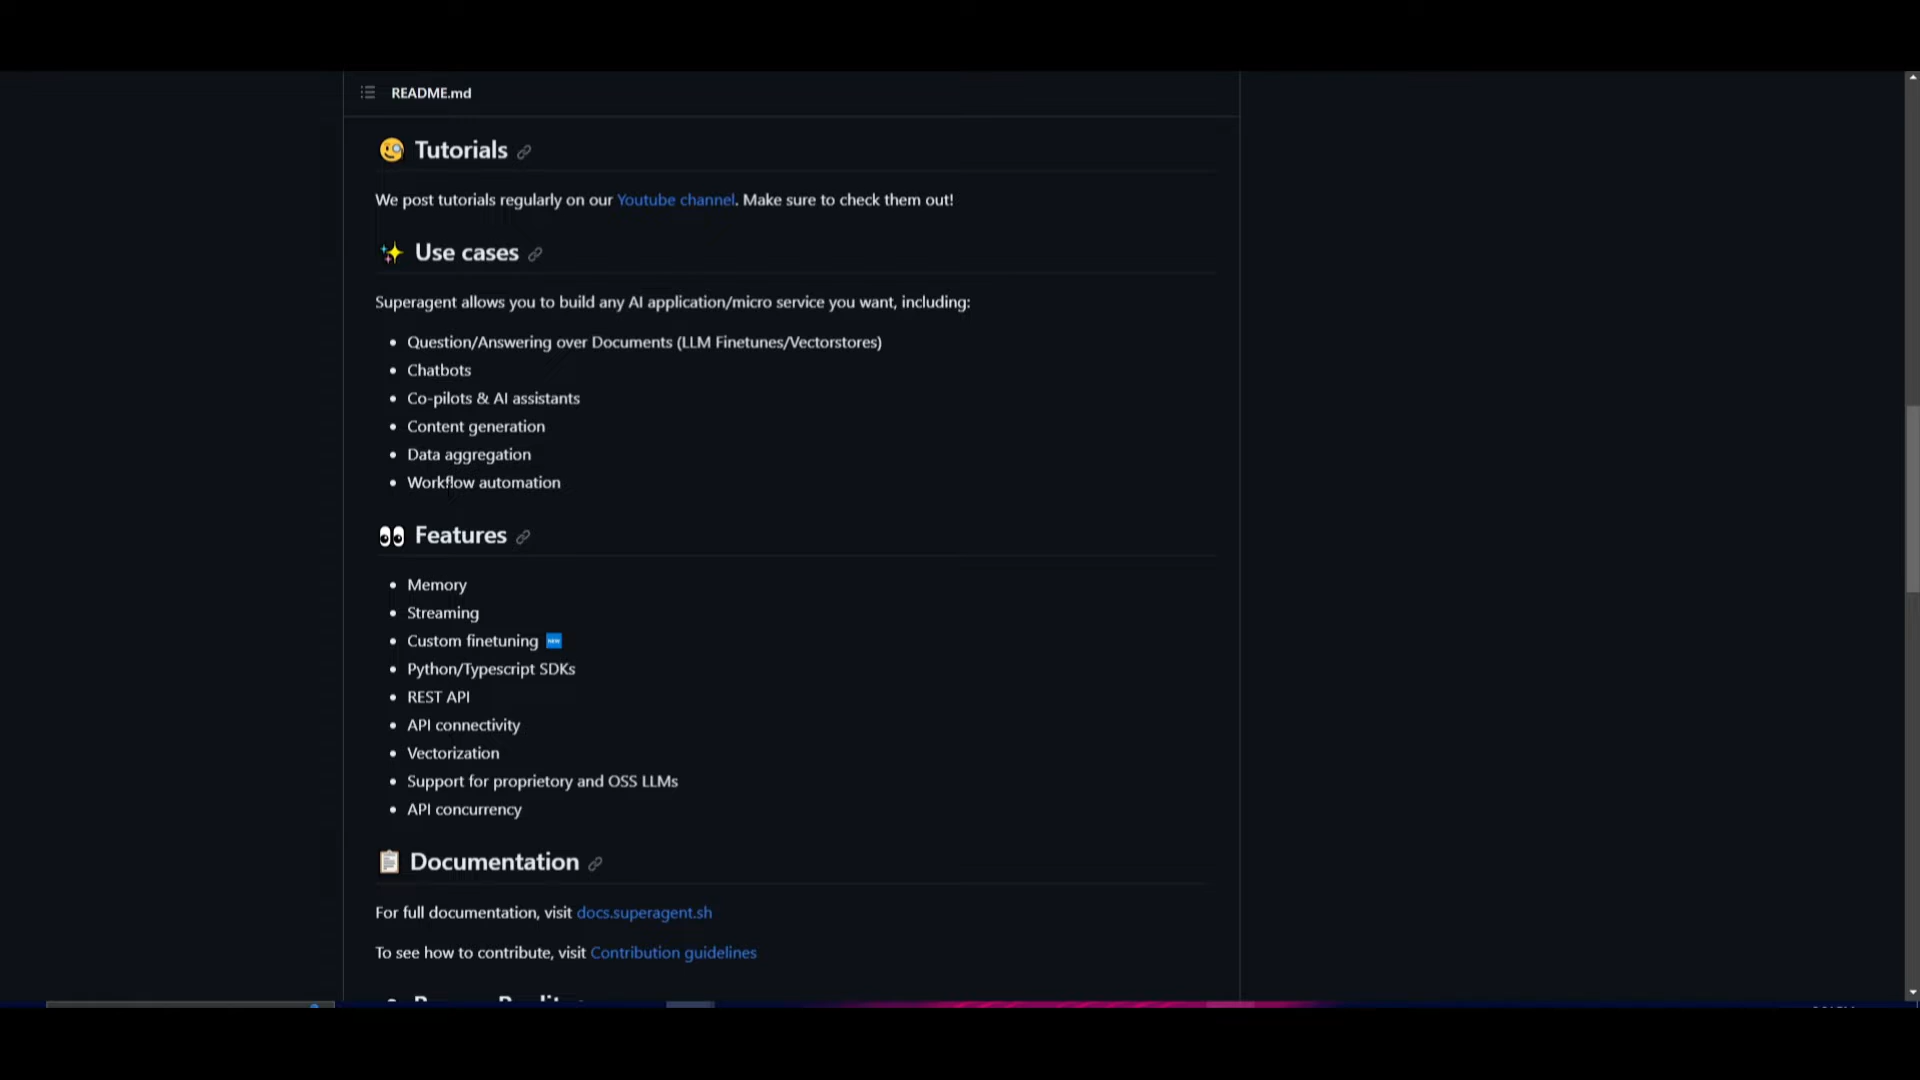 README.md
Tutorials
We post tutorials regularly on our Youtube channel. Make sure to check them out!
Use cases
Superagent allows you to build any AI application/micro service you want, including:
Question/Answering over Documents (LLM Finetunes/Vectorstores)
Chatbots
Co-pilots & AI assistants
Content generation
Data aggregation
Workflow automation
Features
Memory
Streaming
Custom finetuning
Python/Typescript SDKs
REST API
API connectivity
Vectorization
Support for proprietory and OSS LLMs
API concurrency
Documentation
For full documentation, visit docs.superagent.sh
To see how to contribute, visit Contribution guidelines